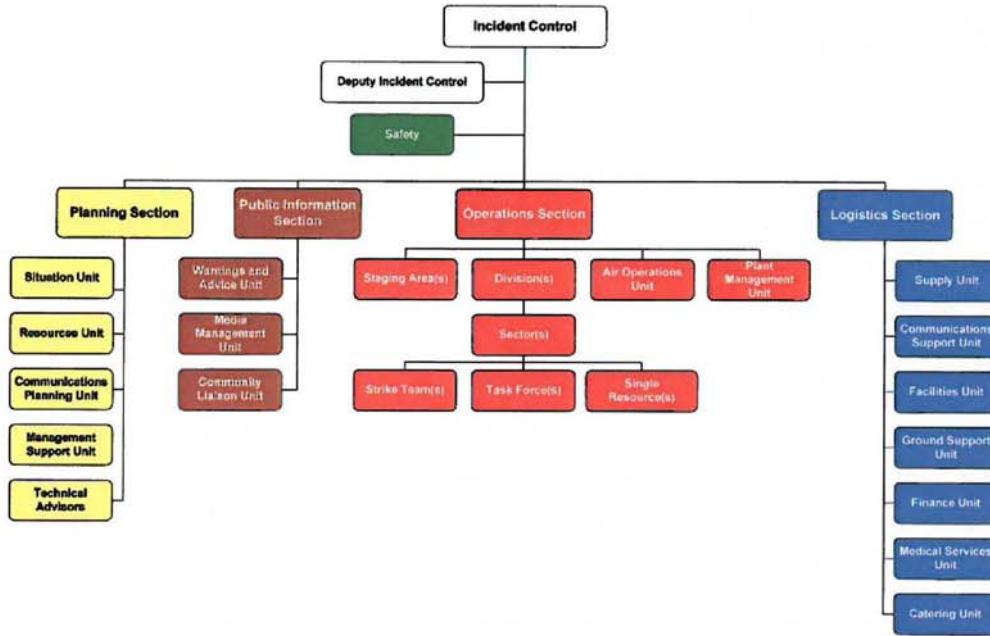 Incident Control
Deputy Incident Control
Safety
Planning Section
Public Information
Section
Operations Section
Logistics Section
Situation Unit
Resources Unit
Communications
Planning Unit
Management
Support Unit
Technical
Advisors
Warnings and
Advice Unit
Media
Management
Unit
Community
Liaison Unit
Staging Area(s)
Division(s)
Air Operations
Unit
Plant
Management
Unit
Sector(s)
Strike Team(s)
Task Force(s)
Single
Resource(s)
Supply Unit
Communications
Support Unit
Facilities Unit
Ground Support
Unit
Finance Unit
Medical Services
Unit
Catering Unit